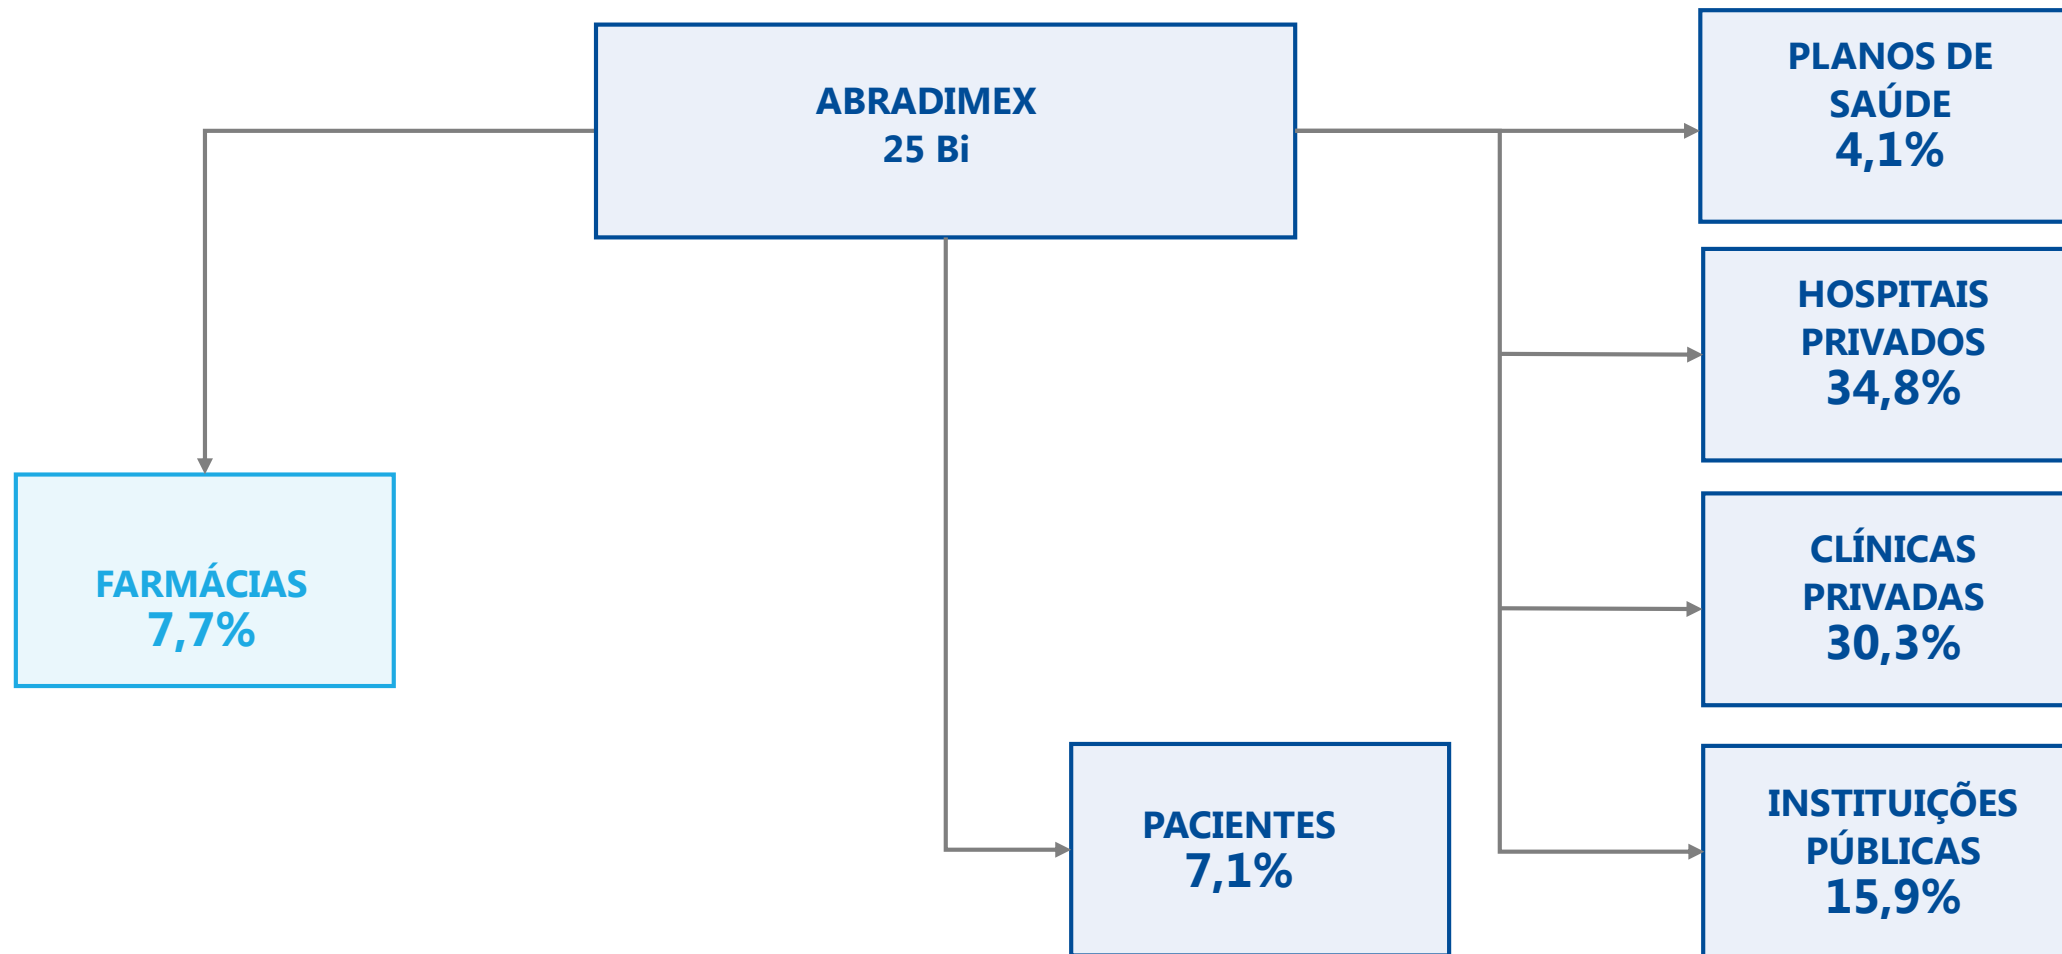 ABRADIMEX
25 Bi
PLANOS DE
SAÚDE
4,1%
HOSPITAIS
PRIVADOS
34,8%
FARMÁCIAS
7,7%
CLÍNICAS
PRIVADAS
30,3%
PACIENTES
7,1%
INSTITUIÇÕES
PÚBLICAS
15,9%